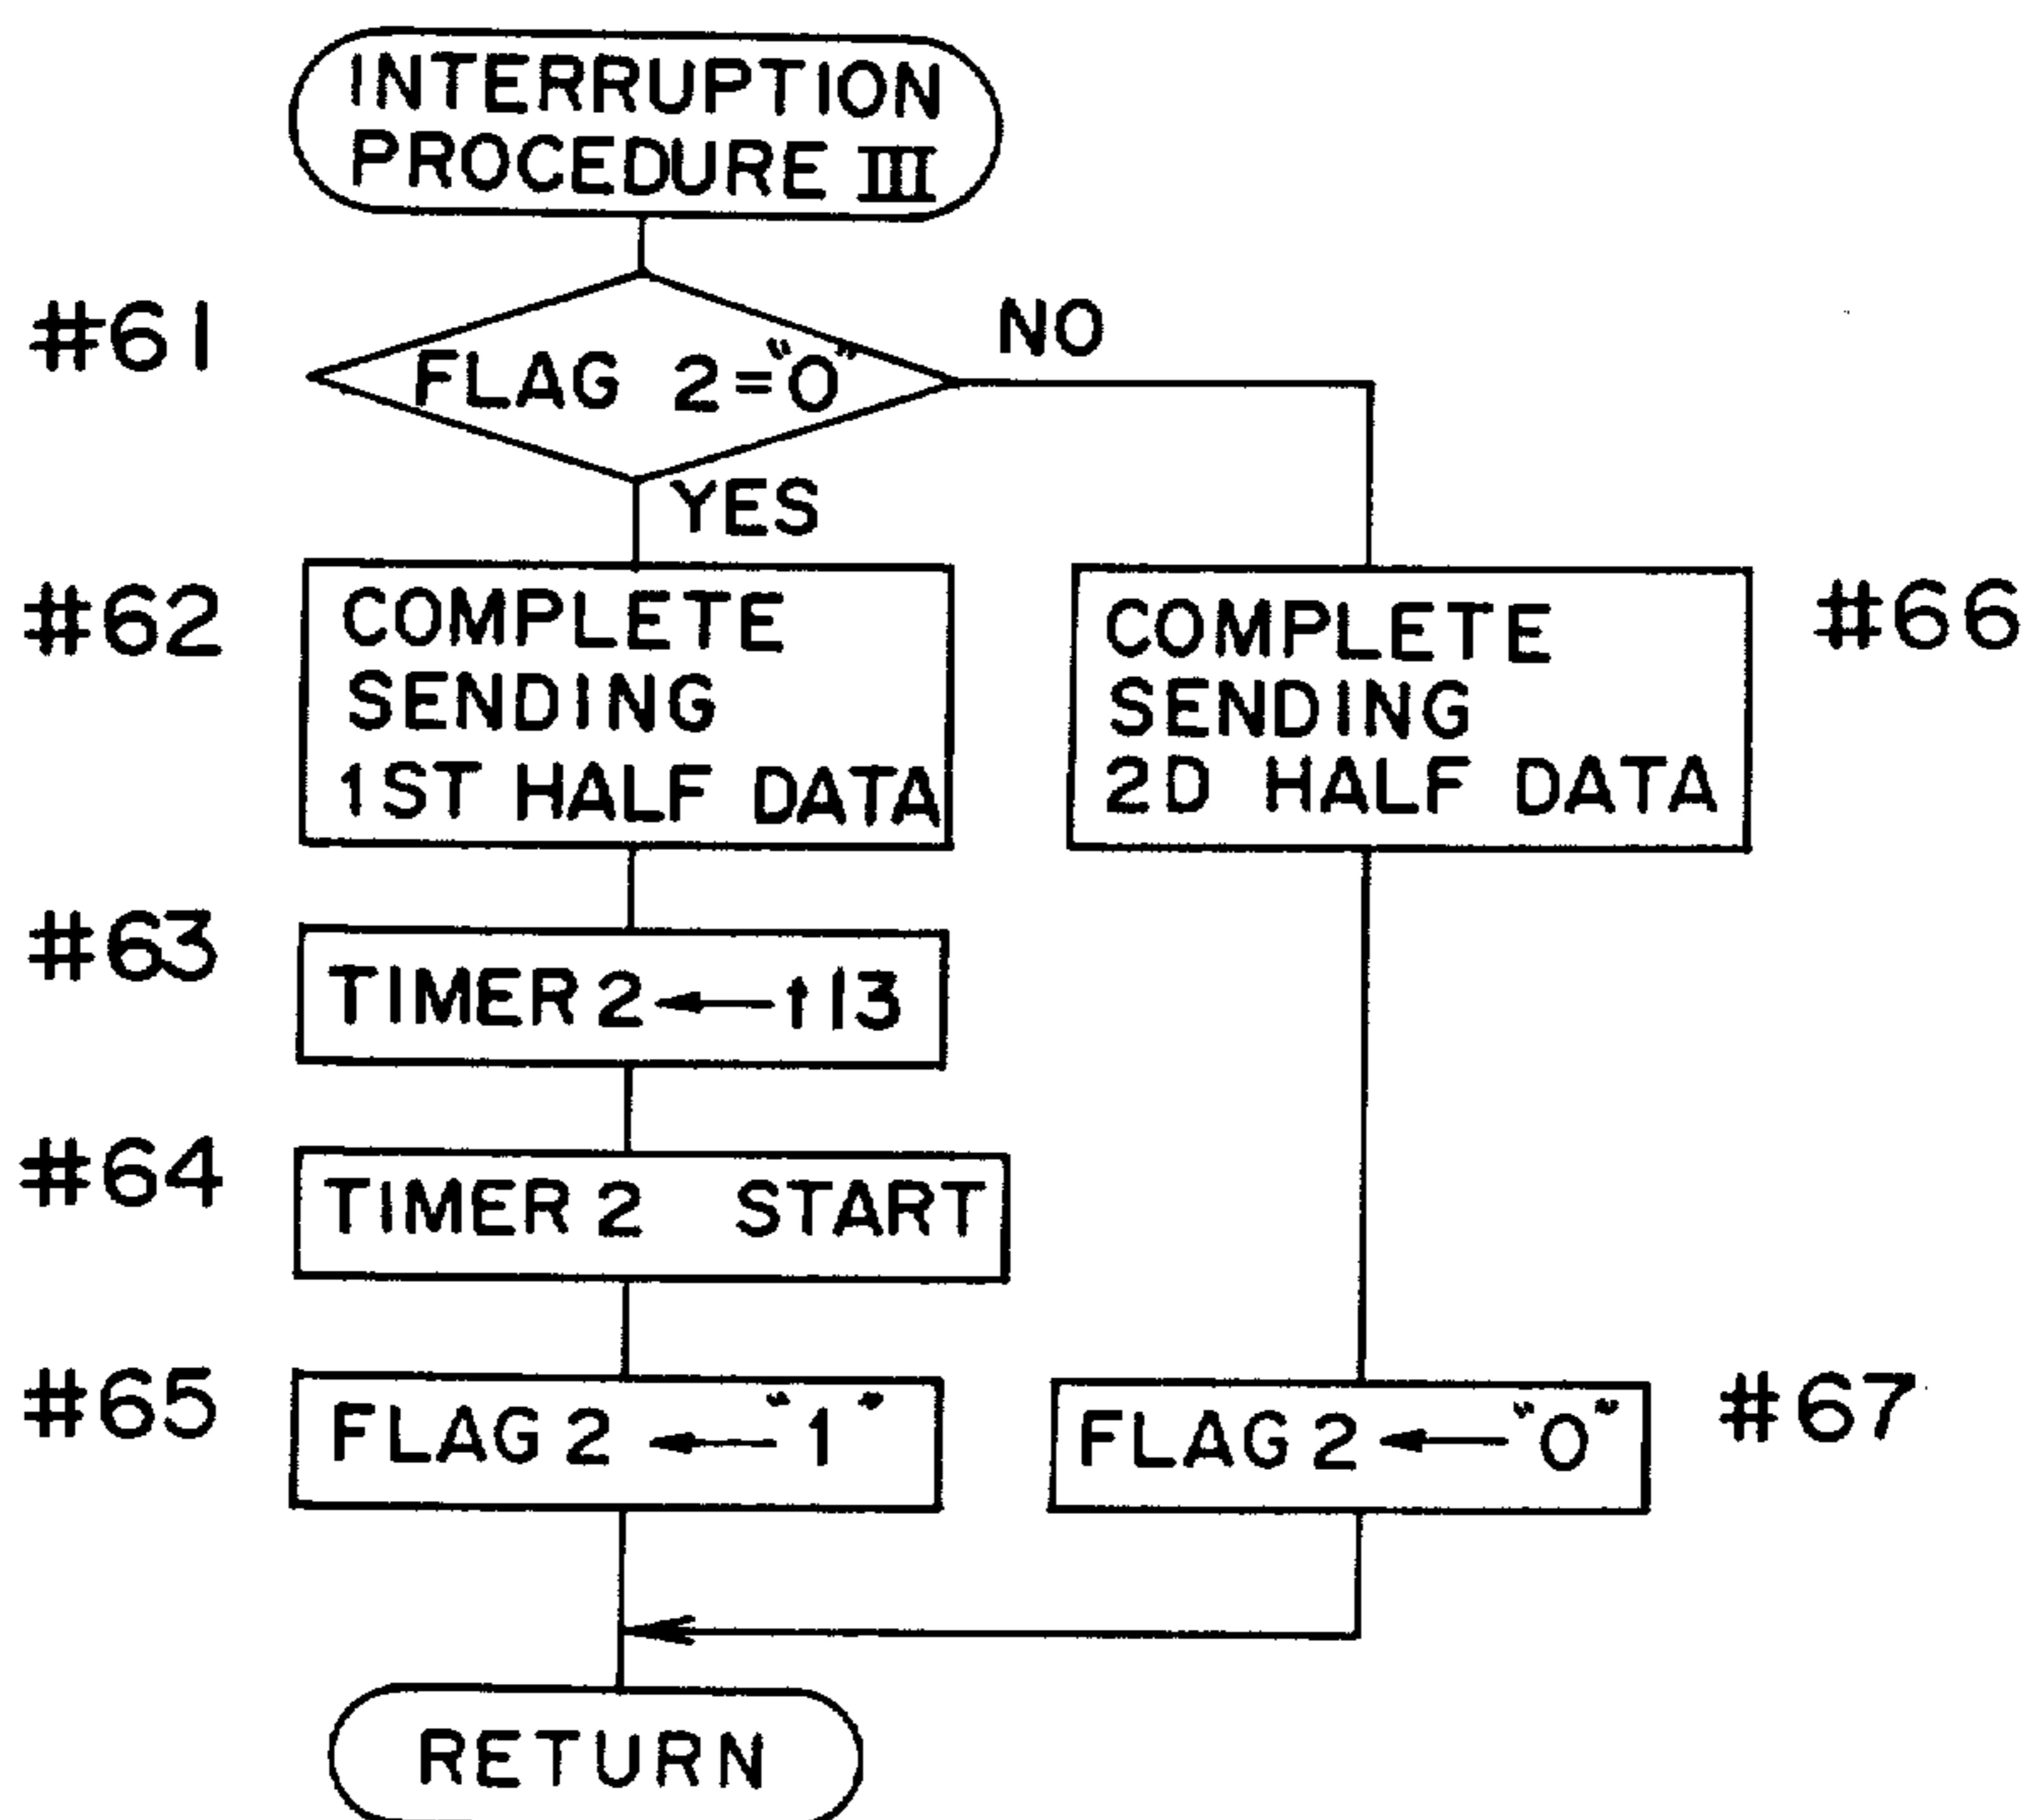 INTERRUPTION
PROCEDURE III
#61
FLAG 2="0"
NO
YES
#62
COMPLETE
SENDING
1ST HALF DATA
COMPLETE
SENDING
2D HALF DATA
#66
#63
TIMER 2 ← t13
#64
TIMER 2 START
#65
FLAG 2 ← "1"
FLAG 2 ← "0"
#67
RETURN